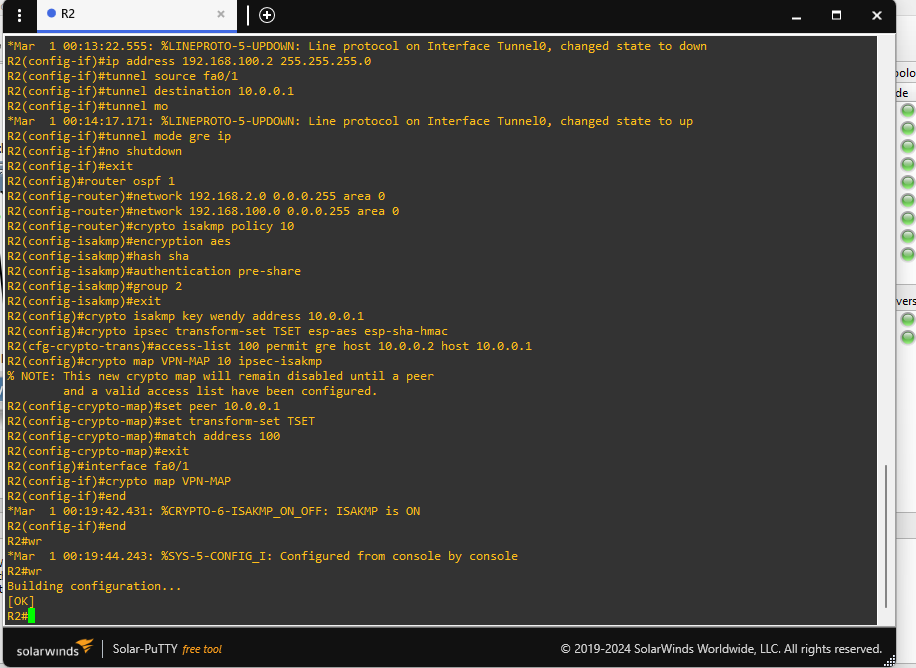 R2
*Mar  1 00:13:22.555: %LINEPROTO-5-UPDOWN: Line protocol on Interface Tunnel0, changed state to down
R2(config-if)#ip address 192.168.100.2 255.255.255.0
R2(config-if)#tunnel source fa0/1
R2(config-if)#tunnel destination 10.0.0.1
R2(config-if)#tunnel mo
*Mar  1 00:14:17.171: %LINEPROTO-5-UPDOWN: Line protocol on Interface Tunnel0, changed state to up
R2(config-if)#tunnel mode gre ip
R2(config-if)#no shutdown
R2(config-if)#exit
R2(config)#router ospf 1
R2(config-router)#network 192.168.2.0 0.0.0.255 area 0
R2(config-router)#network 192.168.100.0 0.0.0.255 area 0
R2(config-router)#crypto isakmp policy 10
R2(config-isakmp)#encryption aes
R2(config-isakmp)#hash sha
R2(config-isakmp)#authentication pre-share
R2(config-isakmp)#group 2
R2(config-isakmp)#exit
R2(config)#crypto isakmp key wendy address 10.0.0.1
R2(config)#crypto ipsec transform-set TSET esp-aes esp-sha-hmac
R2(cfg-crypto-trans)#access-list 100 permit gre host 10.0.0.2 host 10.0.0.1
R2(config)#crypto map VPN-MAP 10 ipsec-isakmp
% NOTE: This new crypto map will remain disabled until a peer
        and a valid access list have been configured.
R2(config-crypto-map)#set peer 10.0.0.1
R2(config-crypto-map)#set transform-set TSET
R2(config-crypto-map)#match address 100
R2(config-crypto-map)#exit
R2(config)#interface fa0/1
R2(config-if)#crypto map VPN-MAP
R2(config-if)#end
*Mar  1 00:19:42.431: %CRYPTO-6-ISAKMP_ON_OFF: ISAKMP is ON
R2(config-if)#end
R2#wr
*Mar  1 00:19:44.243: %SYS-5-CONFIG_I: Configured from console by console
R2#wr
Building configuration...
[OK]
R2#
solarwinds
Solar-PuTTY free tool
© 2019-2024 SolarWinds Worldwide, LLC. All rights reserved.